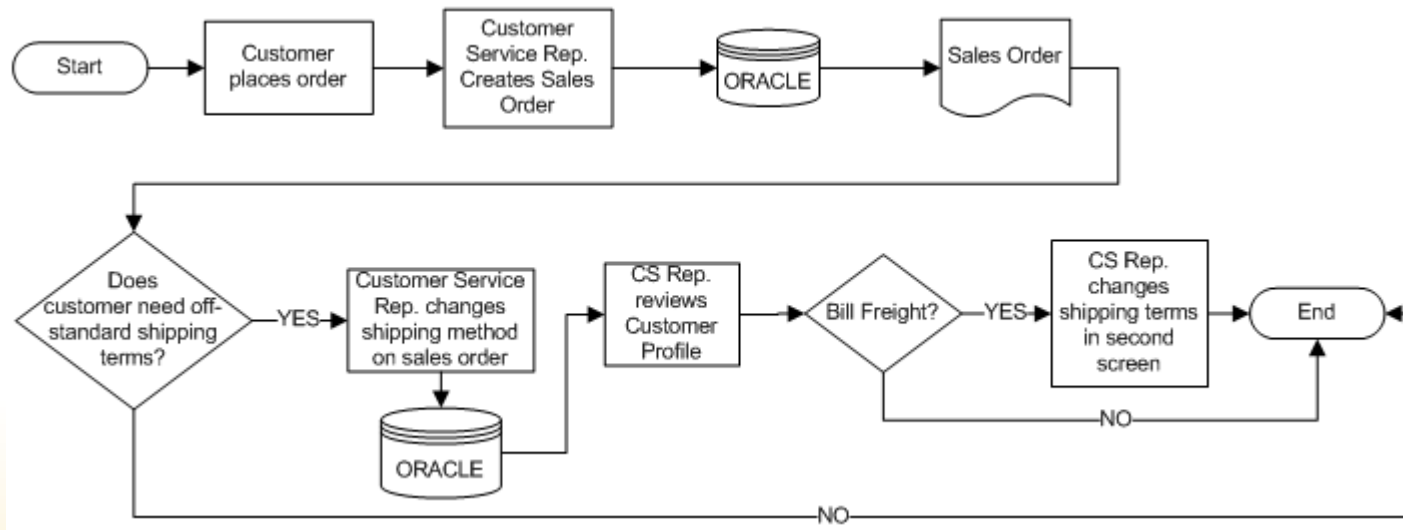 Start
Customer
places order
Customer
Service Rep.
Creates Sales
Order
ORACLE
Sales Order
Does
customer need off-
standard shipping
terms?
YES
Customer Service
Rep. changes
shipping method
on sales order
ORACLE
CS Rep.
reviews
Customer
Profile
Bill Freight?
YES
CS Rep.
changes
shipping terms
in second
screen
End
NO
NO